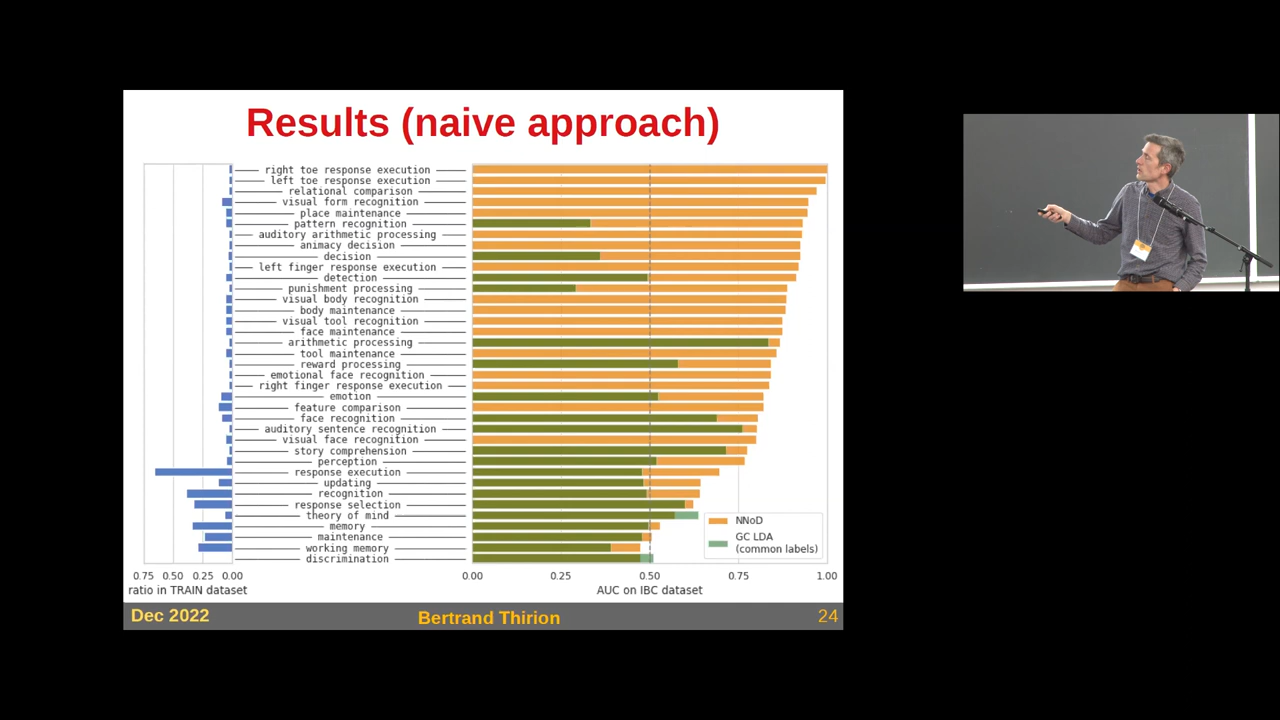 Results (naive approach)
right toe response execution
left toe response execution
relational comparison
visual form recognition
place maintenance
pattern recognition
auditory arithmetic processing
animacy decision
decision
left finger response execution
detection
punishment processing
visual body recognition
body maintenance
visual tool recognition
face maintenance
arithmetic processing
tool maintenance
reward processing
emotional face recognition
right finger response execution
emotion
feature comparison
face recognition
auditory sentence recognition
visual face recognition
story comprehension
perception
response execution
updating
recognition
response selection
theory of mind
memory
maintenance
working memory
discrimination
NNoD
GC LDA
(common labels)
0.75 0.50 0.25 0.00
0.00 0.25 0.50 0.75 1.00
ratio in TRAIN dataset
AUC on IBC dataset
Dec 2022
Bertrand Thirion
24